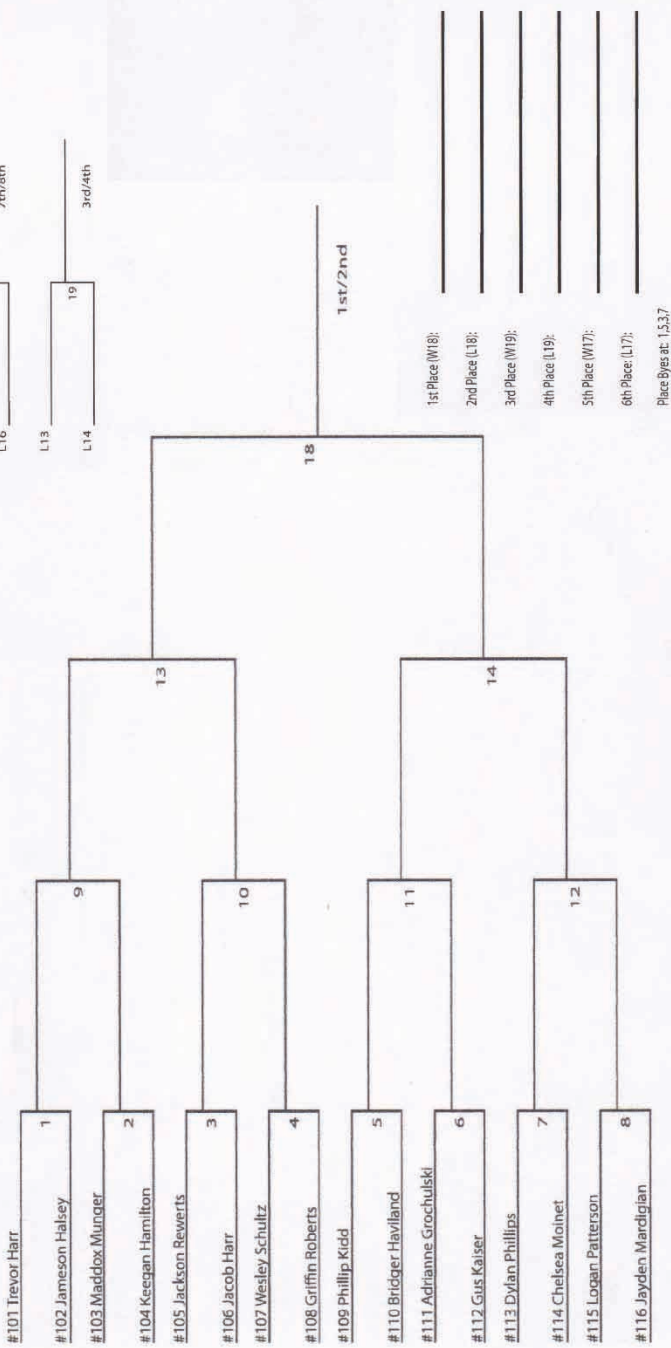 #101 Trevor Harr
#102 Jameson Halsey
#103 Maddox Munger
#104 Keegan Hamilton
#105 Jackson Rewerts
#106 Jacob Harr
#107 Wesley Schultz
#108 Griffin Roberts
#109 Phillip Kidd
#110 Bridger Haviland
#111 Adrianne Grochulski
#112 Gus Kaiser
#113 Dylan Phillips
#114 Chelsea Moinet
#115 Logan Patterson
#116 Jayden Mardigian
1
2
3
4
5
6
7
8
9
10
11
12
13
14
18
1st/2nd
L16
7th/8th
L13
19
L14
3rd/4th
1st Place (W18):
2nd Place (L18):
3rd Place (W19):
4th Place (L19):
5th Place (W17):
6th Place: (L17):
Place Byes at: 1,5,3,7